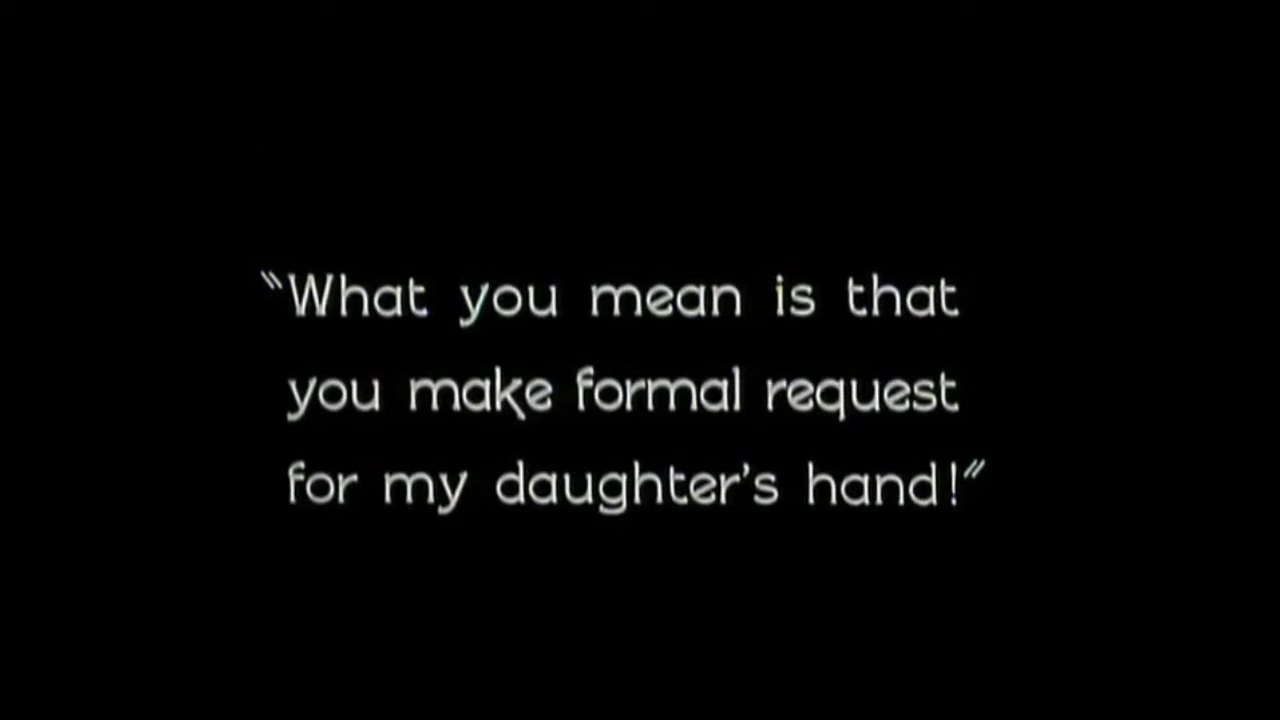 "What you mean is that
you make formal request
for my daughter's hand!"